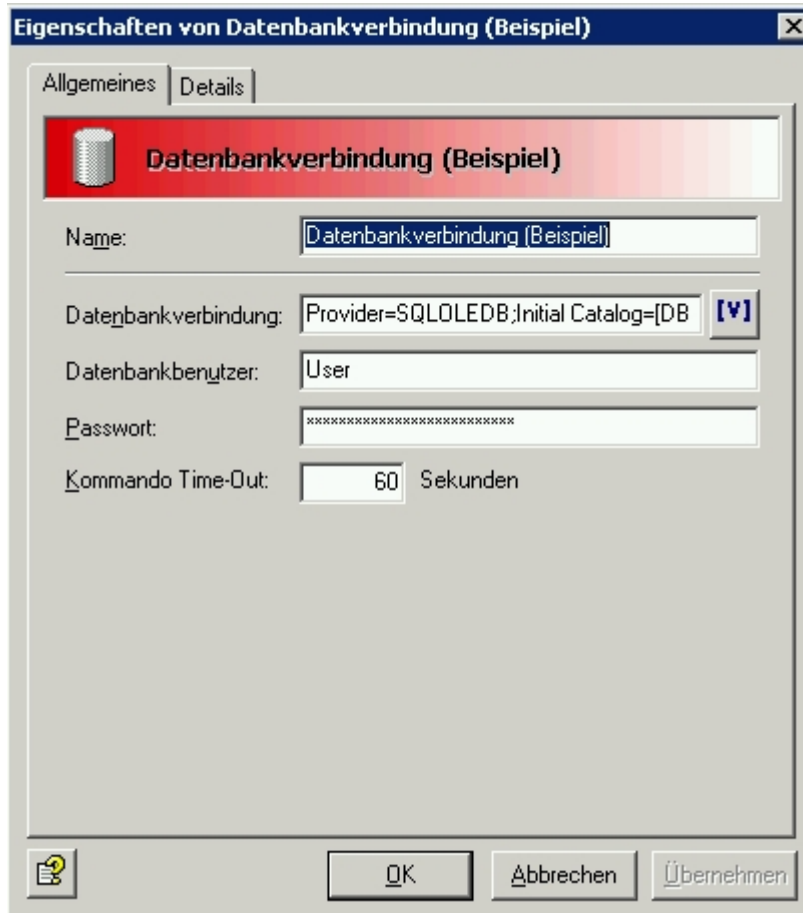 Eigenschaften von Datenbankverbindung (Beispiel)
Allgemeines Details
Datenbankverbindung (Beispiel)
Name: Datenbankverbindung (Beispiel)
Datenbankverbindung: Provider=SQLOLEDB;Initial Catalog=[DB [V]
Datenbankbenutzer: User
Passwort: **************************
Kommando Time-Out: 60 Sekunden
OK Abbrechen Übernehmen